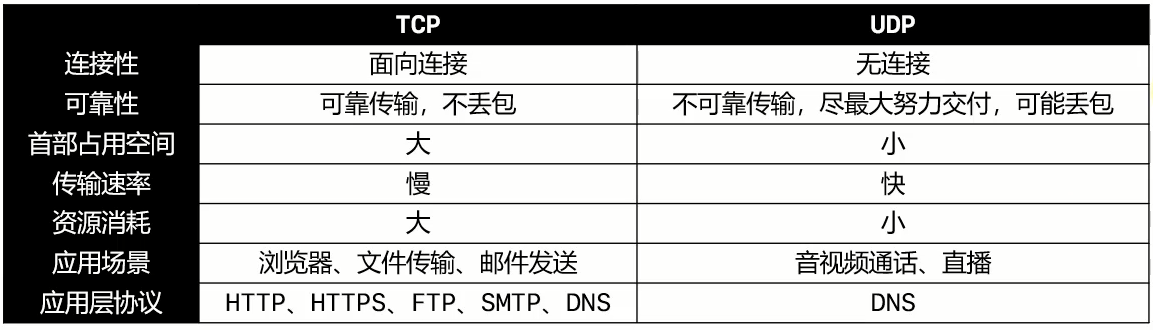 TCP UDP
连接性 面向连接 无连接
可靠性 可靠传输，不丢包 不可靠传输，尽最大努力交付，可能丢包
首部占用空间 大 小
传输速率 慢 快
资源消耗 大 小
应用场景 浏览器、文件传输、邮件发送 音视频通话、直播
应用层协议 HTTP、HTTPS、FTP、SMTP、DNS DNS